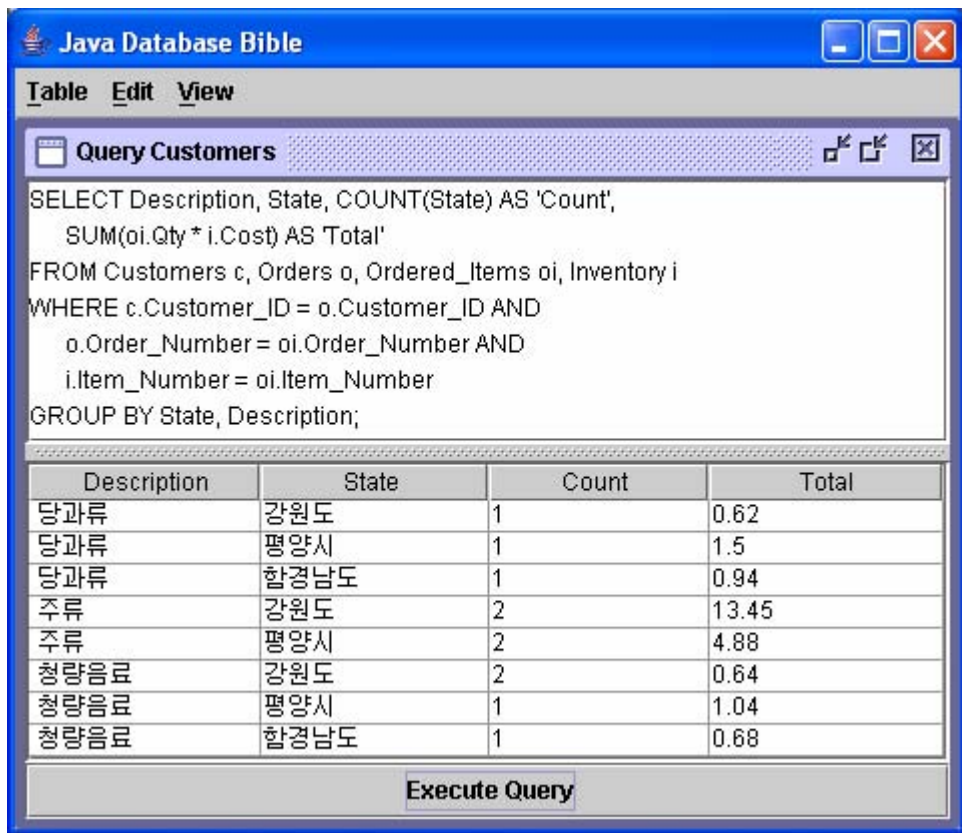 Java Database Bible
Table Edit View
Query Customers
SELECT Description, State, COUNT(State) AS 'Count',
SUM(oi.Qty * i.Cost) AS 'Total'
FROM Customers c, Orders o, Ordered_Items oi, Inventory i
WHERE c.Customer_ID = o.Customer_ID AND
o.Order_Number = oi.Order_Number AND
i.Item_Number = oi.Item_Number
GROUP BY State, Description;
Description State Count Total
당과류 강원도 1 0.62
당과류 평양시 1 1.5
당과류 함경남도 1 0.94
주류 강원도 2 13.45
주류 평양시 2 4.88
청량음료 강원도 2 0.64
청량음료 평양시 1 1.04
청량음료 함경남도 1 0.68
Execute Query